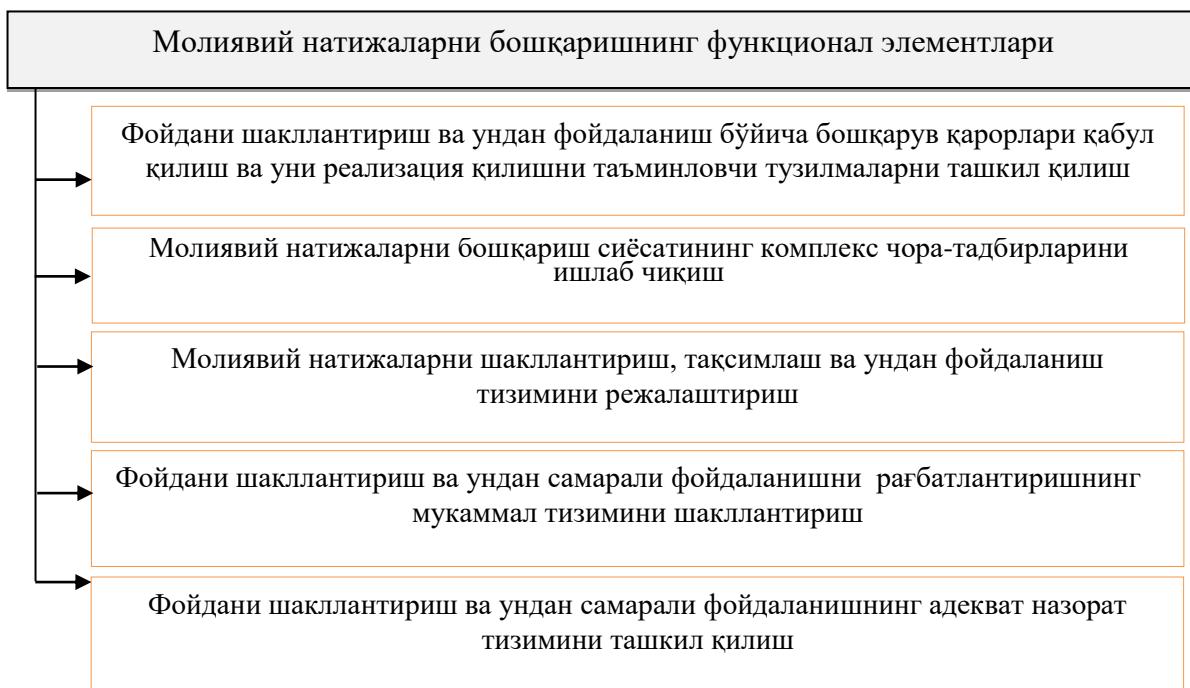 Молиявий натижаларни бошқаришнинг функционал элементлари
Фойдани шакллантириш ва ундан фойдаланиш бўйича бошқарув қарорлари қабул
қилиш ва уни реализация қилишни таъминловчи тузилмаларни ташкил қилиш
Молиявий натижаларни бошқариш сиёсатининг комплекс чора-тадбирларини
ишлаб чиқиш
Молиявий натижаларни шакллантириш, тақсимлаш ва ундан фойдаланиш
тизимини режалаштириш
Фойдани шакллантириш ва ундан самарали фойдаланишни рағбатлантиришнинг
мукаммал тизимини шакллантириш
Фойдани шакллантириш ва ундан самарали фойдаланишнинг адекват назорат
тизимини ташкил қилиш